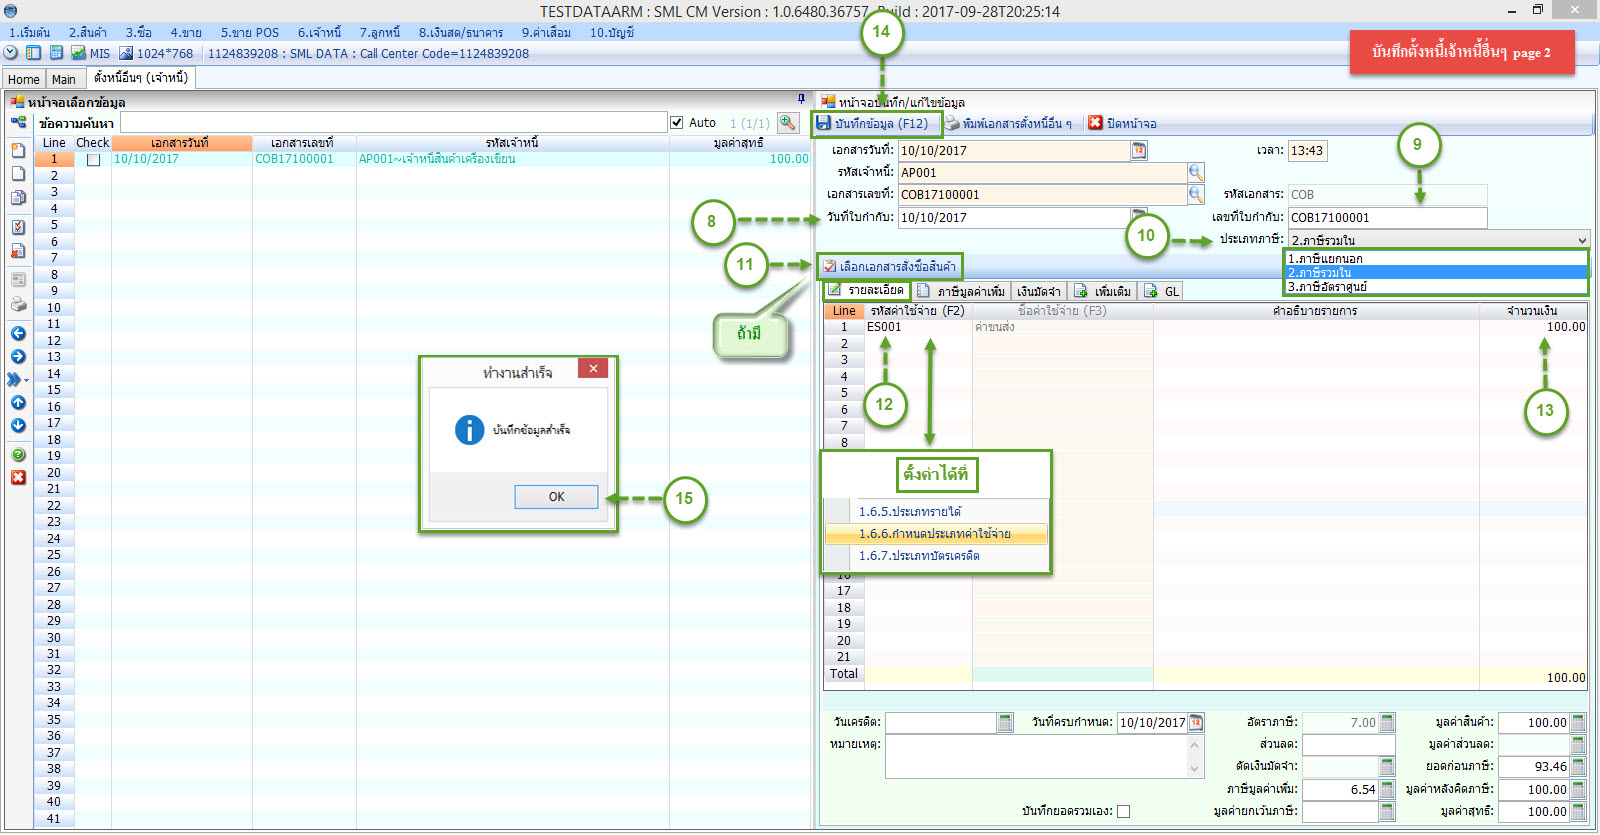 TESTDATAARM : SML CM Version : 1.0.6480.36757 Build : 2017-09-28T20:25:14
1.เริ่มต้น 2.สินค้า 3.ซื้อ 4.ขาย 5.ขาย POS 6.เจ้าหนี้ 7.ลูกหนี้ 8.เงินสด/ธนาคาร 9.ค่าเสื่อม 10.บัญชี
14
บันทึกตั้งหนี้เจ้าหนี้อื่นๆ page 2
MIS 1024*768 1124839208 : SML DATA : Call Center Code=1124839208
Home Main ตั้งหนี้อื่นๆ (เจ้าหนี้)
หน้าจอเลือกข้อมูล
ข้อความค้นหา Auto 1 (1/1)
Line Check เอกสารวันที่ เอกสารเลขที่ รหัสเจ้าหนี้ มูลค่าสุทธิ
1 10/10/2017 COB17100001 AP001~เจ้าหนี้สินค้าเครื่องเขียน 100.00
2
3
4
5
6
7
8
9
10
11
12
13
14
15
16
17
18
19
20
21
22
23
24
25
26
27
28
29
30
31
32
33
34
35
36
37
38
39
40
41
ทำงานสำเร็จ
บันทึกข้อมูลสำเร็จ
OK
15
หน้าจอบันทึก/แก้ไขข้อมูล
บันทึกข้อมูล (F12) พิมพ์เอกสารตั้งหนี้อื่น ๆ ปิดหน้าจอ
เอกสารวันที่: 10/10/2017 เวลา: 13:43
9
รหัสเจ้าหนี้: AP001
เอกสารเลขที่: COB17100001 รหัสเอกสาร: COB
8
วันที่ใบกำกับ: 10/10/2017 เลขที่ใบกำกับ: COB17100001
10
ประเภทภาษี: 2.ภาษีรวมใน
1.ภาษีแยกนอก
2.ภาษีรวมใน
3.ภาษีอัตราศูนย์
11
เลือกเอกสารสั่งซื้อสินค้า
ถ้ามี
รายละเอียด ภาษีมูลค่าเพิ่ม เงินมัดจำ เพิ่มเติม GL
Line รหัสค่าใช้จ่าย (F2) ชื่อค่าใช้จ่าย (F3) คำอธิบายรายการ จำนวนเงิน
1 ES001 ค่าขนส่ง 100.00
2
3
4
5
6
7
8
12
13
ตั้งค่าได้ที่
1.6.5.ประเภทรายได้
1.6.6.กำหนดประเภทค่าใช้จ่าย
1.6.7.ประเภทบัตรเครดิต
16
17
18
19
20
21
Total 100.00
วันเครดิต: วันที่ครบกำหนด: 10/10/2017 อัตราภาษี: 7.00 มูลค่าสินค้า: 100.00
หมายเหตุ: ส่วนลด: มูลค่าส่วนลด:
ตัดเงินมัดจำ: ยอดก่อนภาษี: 93.46
ภาษีมูลค่าเพิ่ม: 6.54 มูลค่าหลังคิดภาษี: 100.00
บันทึกยอดรวมเอง: มูลค่ายกเว้นภาษี: มูลค่าสุทธิ: 100.00